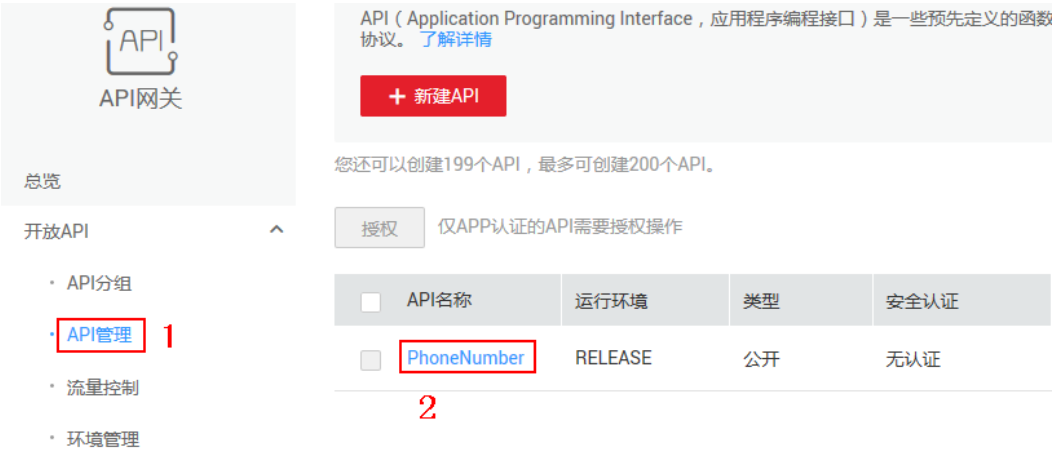 API
API网关
总览
开放API
· API分组
· API管理
1
· 流量控制
· 环境管理
API（Application Programming Interface，应用程序编程接口）是一些预先定义的函数
协议。 了解详情
+ 新建API
您还可以创建199个API，最多可创建200个API。
授权 仅APP认证的API需要授权操作
API名称 运行环境 类型 安全认证
PhoneNumber RELEASE 公开 无认证
2